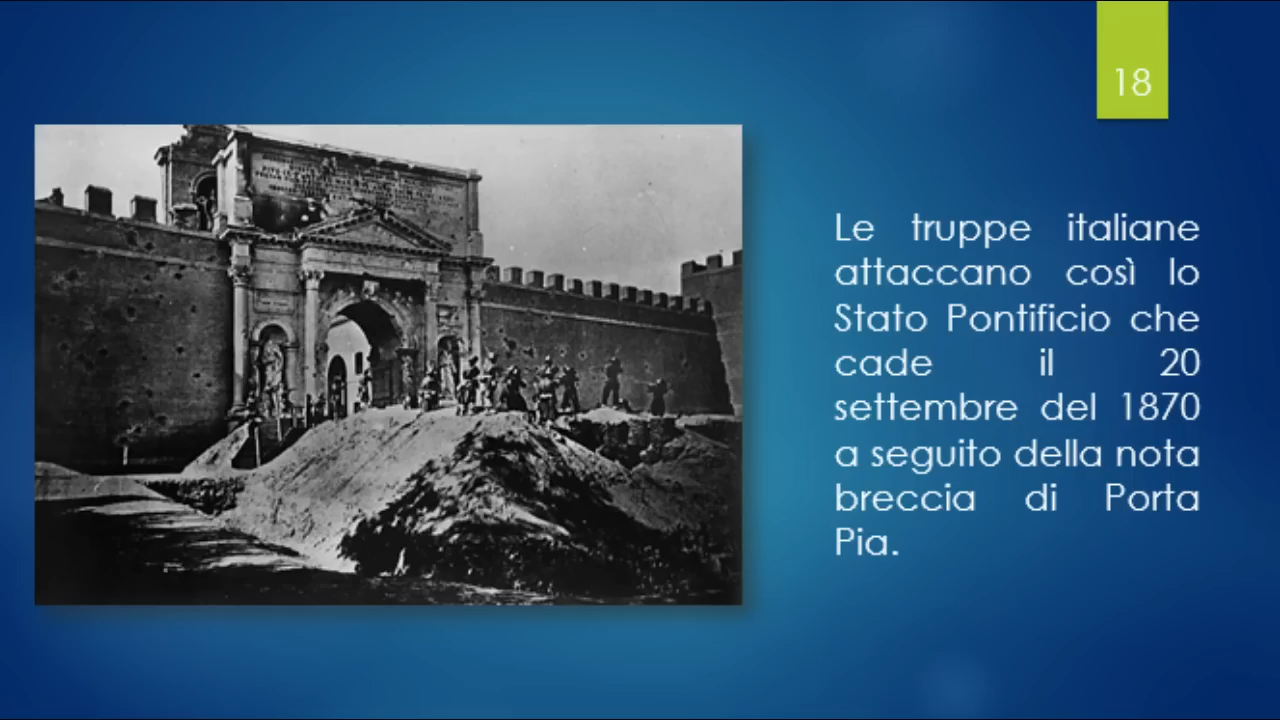 18
Le truppe italiane
attaccano così lo
Stato Pontificio che
cade il 20
settembre del 1870
a seguito della nota
breccia di Porta
Pia.